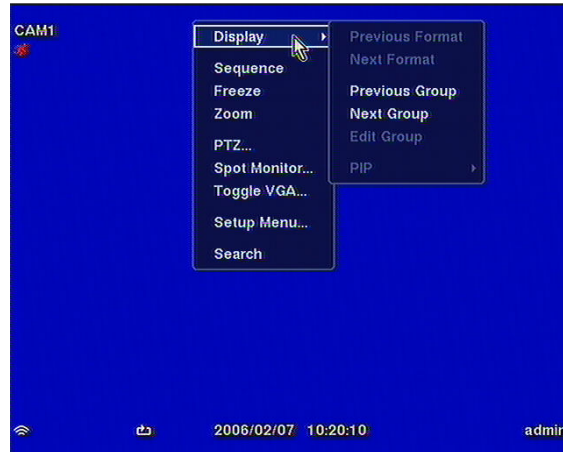 CAM1
Display
Sequence
Freeze
Zoom
PTZ...
Spot Monitor...
Toggle VGA...
Setup Menu...
Search
Previous Format
Next Format
Previous Group
Next Group
Edit Group
PIP
2006/02/07 10:20:10
admin